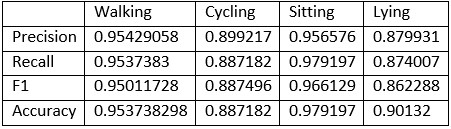 Walking Cycling Sitting Lying
Precision 0.95429058 0.899217 0.956576 0.879931
Recall 0.9537383 0.887182 0.979197 0.874007
F1 0.95011728 0.887496 0.966129 0.862288
Accuracy 0.953738298 0.887182 0.979197 0.90132